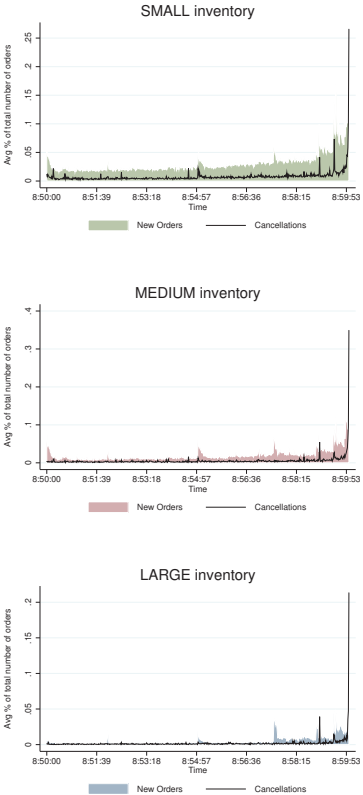 SMALL inventory
Avg % of total number of orders
0 .05 .1 .15 .2 .25
8:50:00 8:51:39 8:53:18 8:54:57 8:56:36 8:58:15 8:59:53
Time
New Orders Cancellations
MEDIUM inventory
Avg % of total number of orders
0 .1 .2 .3 .4
8:50:00 8:51:39 8:53:18 8:54:57 8:56:36 8:58:15 8:59:53
Time
New Orders Cancellations
LARGE inventory
Avg % of total number of orders
0 .05 .1 .15 .2
8:50:00 8:51:39 8:53:18 8:54:57 8:56:36 8:58:15 8:59:53
Time
New Orders Cancellations